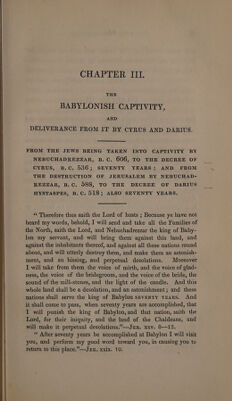 CHAPTER III.
THE
BABYLONISH CAPTIVITY,
AND
DELIVERANCE FROM IT BY CYRUS AND DARIUS.
FROM THE JEWS BEING TAKEN INTO CAPTIVITY BY
NEBUCHADREZZAR, B. C. 606, TO THE DECREE OF
CYRUS, B. C. 536; SEVENTY YEARS; AND FROM
THE DESTRUCTION OF JERUSALEM BY NEBUCHAD-
REZZAR, B. C. 588, TO THE DECREE OF DARIUS
HYSTASPES, B. C. 518; ALSO SEVENTY YEARS.
" Therefore thus saith the Lord of hosts; Because ye have not
heard my words, behold, I will send and take all the Families of
the North, saith the Lord, and Nebuchadrezzar the king of Baby-
lon my servant, and will bring them against this land, and
against the inhabitants thereof, and against all these nations round
about, and will utterly destroy them, and make them an astonish-
ment, and an hissing, and perpetual desolations. Moreover
I will take from them the voice of mirth, and the voice of glad-
ness, the voice of the bridegroom, and the voice of the bride, the
sound of the mill-stones, and the light of the candle. And this
whole land shall be a desolation, and an astonishment; and these
nations shall serve the king of Babylon SEVENTY YEARS. And
it shall come to pass, when seventy years are accomplished, that
I will punish the king of Babylon, and that nation, saith the
Lord, for their iniquity, and the land of the Chaldeans, and
will make it perpetual desolations."—JER. XXV. 8—12.
" After seventy years be accomplished at Babylon I will visit
you, and perform my good word toward you, in causing you to
return to this place."—JER. XXIX. 10.